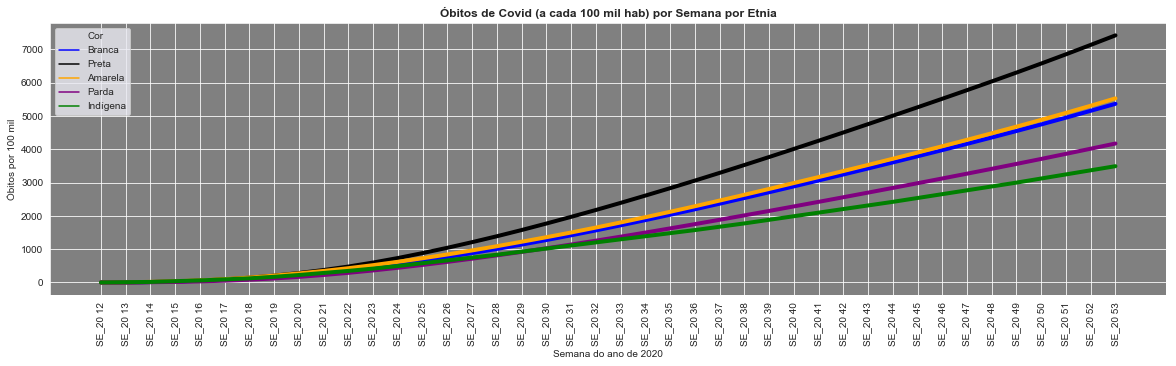 Óbitos de Covid (a cada 100 mil hab) por Semana por Etnia
Cor
Branca
Preta
Amarela
Parda
Indígena
Óbitos por 100 mil
7000
6000
5000
4000
3000
2000
1000
0
SE_20 12
SE_20 13
SE_20 14
SE_20 15
SE_20 16
SE_20 17
SE_20 18
SE_20 19
SE_20 20
SE_20 21
SE_20 22
SE_20 23
SE_20 24
SE_20 25
SE_20 26
SE_20 27
SE_20 28
SE_20 29
SE_20 30
SE_20 31
SE_20 32
SE_20 33
SE_20 34
SE_20 35
SE_20 36
SE_20 37
SE_20 38
SE_20 39
SE_20 40
SE_20 41
SE_20 42
SE_20 43
SE_20 44
SE_20 45
SE_20 46
SE_20 47
SE_20 48
SE_20 49
SE_20 50
SE_20 51
SE_20 52
SE_20 53
Semana do ano de 2020